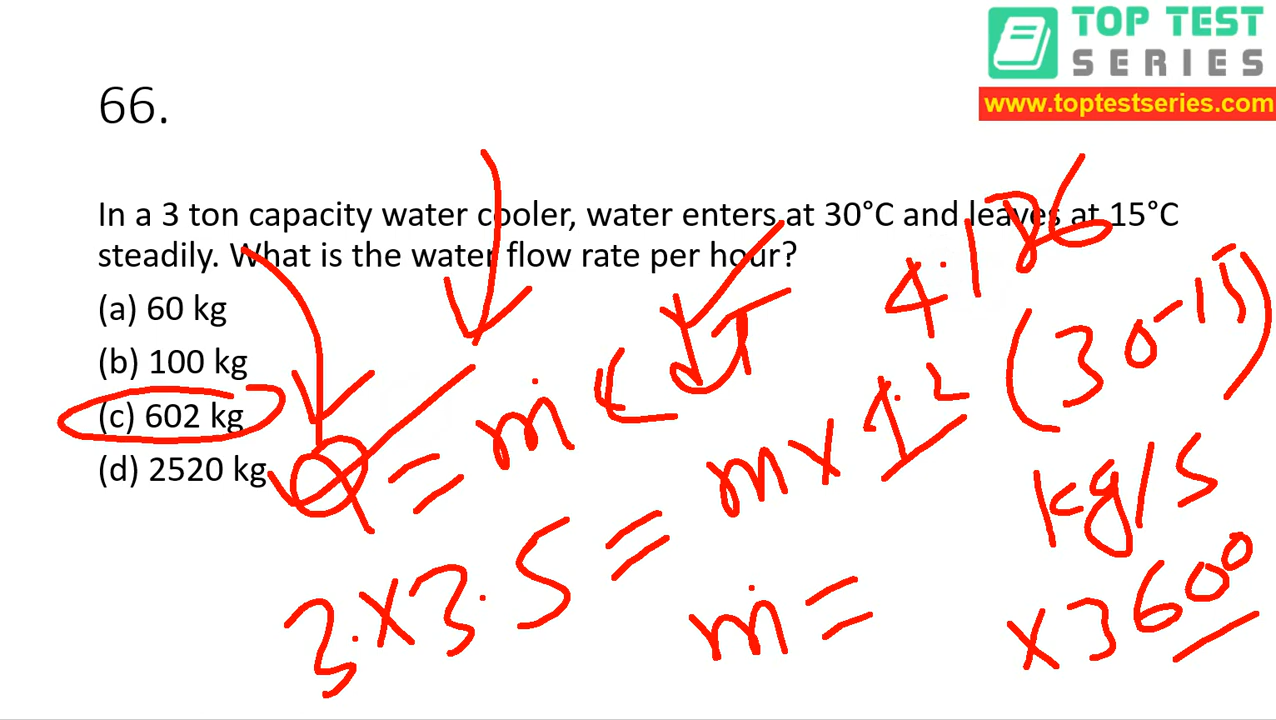 TOP TEST
SERIES
www.toptestseries.com
66.
In a 3 ton capacity water cooler, water enters at 30°C and leaves at 15°C
steadily. What is the water flow rate per hour?
(a) 60 kg
(b) 100 kg
(c) 602 kg
(d) 2520 kg
Q = ṁ c dT
4.186
3 × 3.5 = m × 4.2 (30-15)
ṁ =
kg/s
× 3600